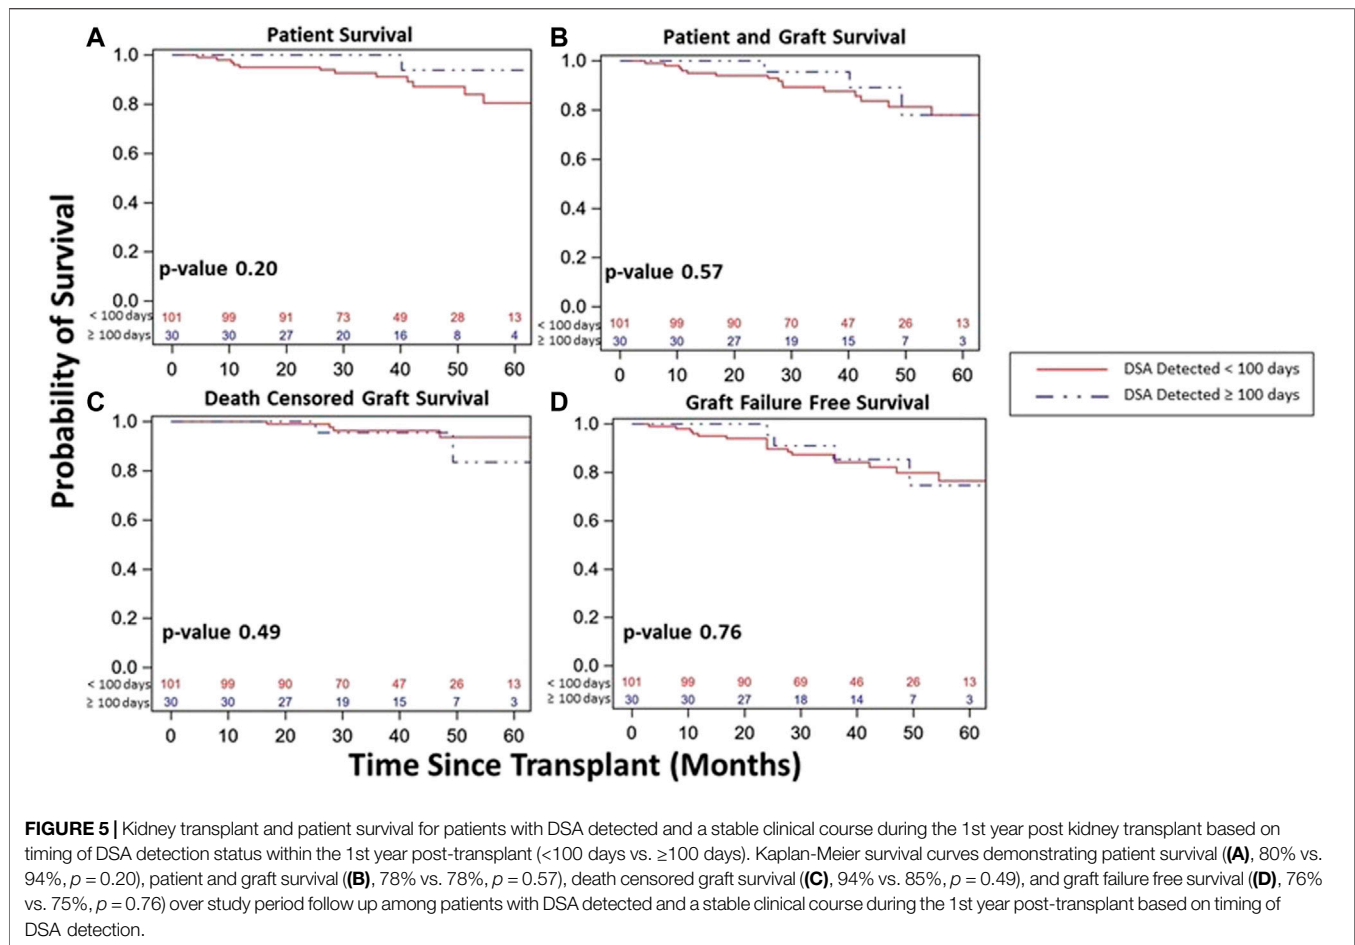 A
Patient Survival
1.0
0.8
0.6
0.4
0.2
0.0
p-value 0.20
< 100 days 101 99 91 73 49 28 13
≥ 100 days 30 30 27 20 16 8 4
0 10 20 30 40 50 60
B
Patient and Graft Survival
1.0
0.8
0.6
0.4
0.2
0.0
p-value 0.57
< 100 days 101 99 90 70 47 26 13
≥ 100 days 30 30 27 19 15 7 3
0 10 20 30 40 50 60
Probability of Survival
DSA Detected < 100 days
DSA Detected ≥ 100 days
C
Death Censored Graft Survival
1.0
0.8
0.6
0.4
0.2
0.0
p-value 0.49
< 100 days 101 99 90 70 47 26 13
≥ 100 days 30 30 27 19 15 7 3
0 10 20 30 40 50 60
D
Graft Failure Free Survival
1.0
0.8
0.6
0.4
0.2
0.0
p-value 0.76
< 100 days 101 99 90 69 46 26 13
≥ 100 days 30 30 27 18 14 7 3
0 10 20 30 40 50 60
Time Since Transplant (Months)
FIGURE 5 | Kidney transplant and patient survival for patients with DSA detected and a stable clinical course during the 1st year post kidney transplant based on
timing of DSA detection status within the 1st year post-transplant (<100 days vs. ≥100 days). Kaplan-Meier survival curves demonstrating patient survival ((A), 80% vs.
94%, p = 0.20), patient and graft survival ((B), 78% vs. 78%, p = 0.57), death censored graft survival ((C), 94% vs. 85%, p = 0.49), and graft failure free survival ((D), 76%
vs. 75%, p = 0.76) over study period follow up among patients with DSA detected and a stable clinical course during the 1st year post-transplant based on timing of
DSA detection.